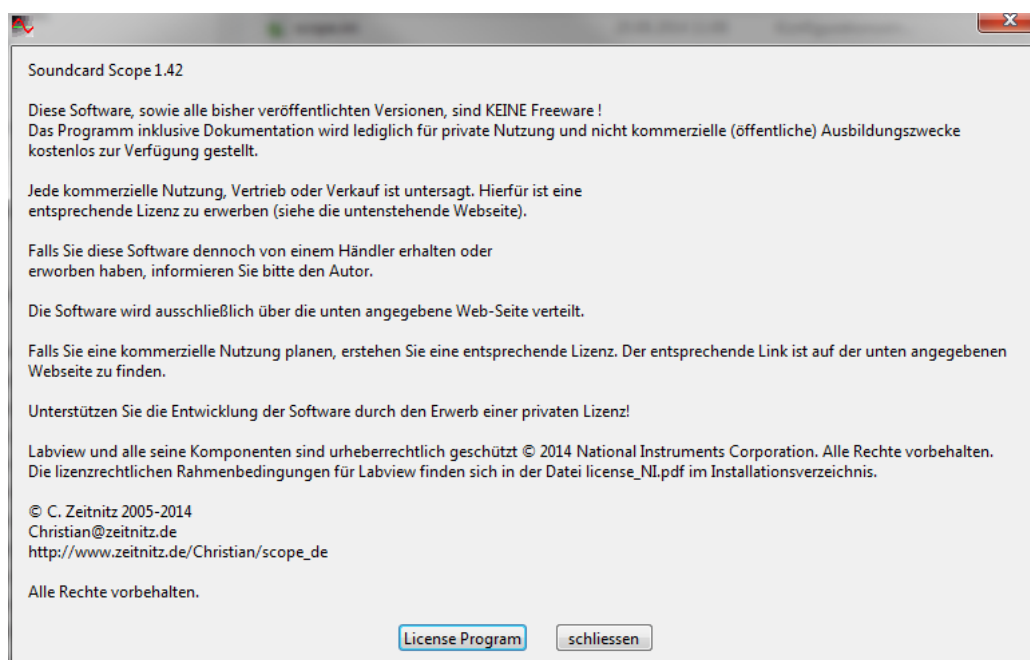 Soundcard Scope 1.42
Diese Software, sowie alle bisher veröffentlichten Versionen, sind KEINE Freeware !
Das Programm inklusive Dokumentation wird lediglich für private Nutzung und nicht kommerzielle (öffentliche) Ausbildungszwecke
kostenlos zur Verfügung gestellt.
Jede kommerzielle Nutzung, Vertrieb oder Verkauf ist untersagt. Hierfür ist eine
entsprechende Lizenz zu erwerben (siehe die untenstehende Webseite).
Falls Sie diese Software dennoch von einem Händler erhalten oder
erworben haben, informieren Sie bitte den Autor.
Die Software wird ausschließlich über die unten angegebene Web-Seite verteilt.
Falls Sie eine kommerzielle Nutzung planen, erstehen Sie eine entsprechende Lizenz. Der entsprechende Link ist auf der unten angegebenen
Webseite zu finden.
Unterstützen Sie die Entwicklung der Software durch den Erwerb einer privaten Lizenz!
Labview und alle seine Komponenten sind urheberrechtlich geschützt © 2014 National Instruments Corporation. Alle Rechte vorbehalten.
Die lizenzrechtlichen Rahmenbedingungen für Labview finden sich in der Datei license_NI.pdf im Installationsverzeichnis.
© C. Zeitnitz 2005-2014
Christian@zeitnitz.de
http://www.zeitnitz.de/Christian/scope_de
Alle Rechte vorbehalten.
License Program
schliessen